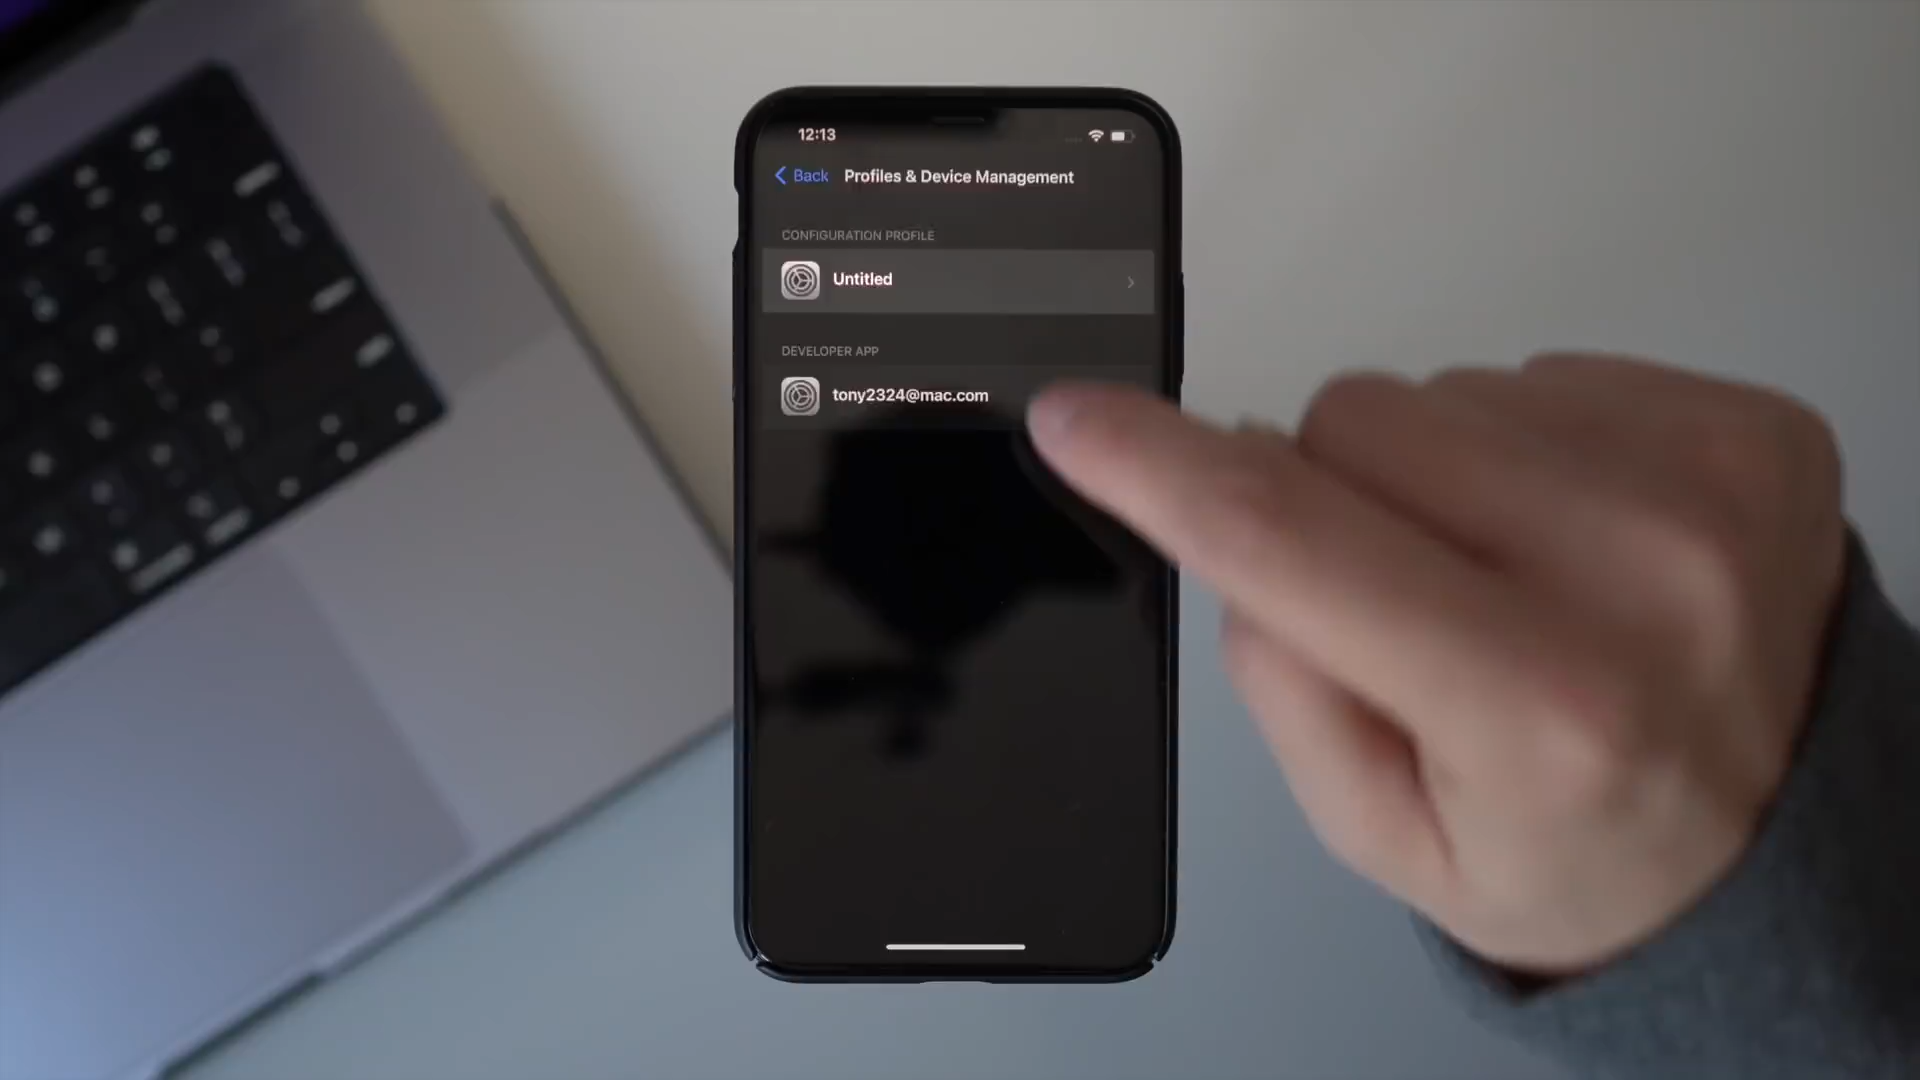 12:13
Back Profiles & Device Management
CONFIGURATION PROFILE
Untitled
DEVELOPER APP
tony2324@mac.com